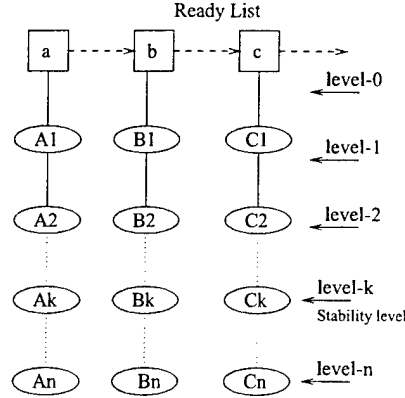 Ready List
a b c
level-0
A1 B1 C1
level-1
A2 B2 C2
level-2
Ak Bk Ck
level-k
Stability level
An Bn Cn
level-n